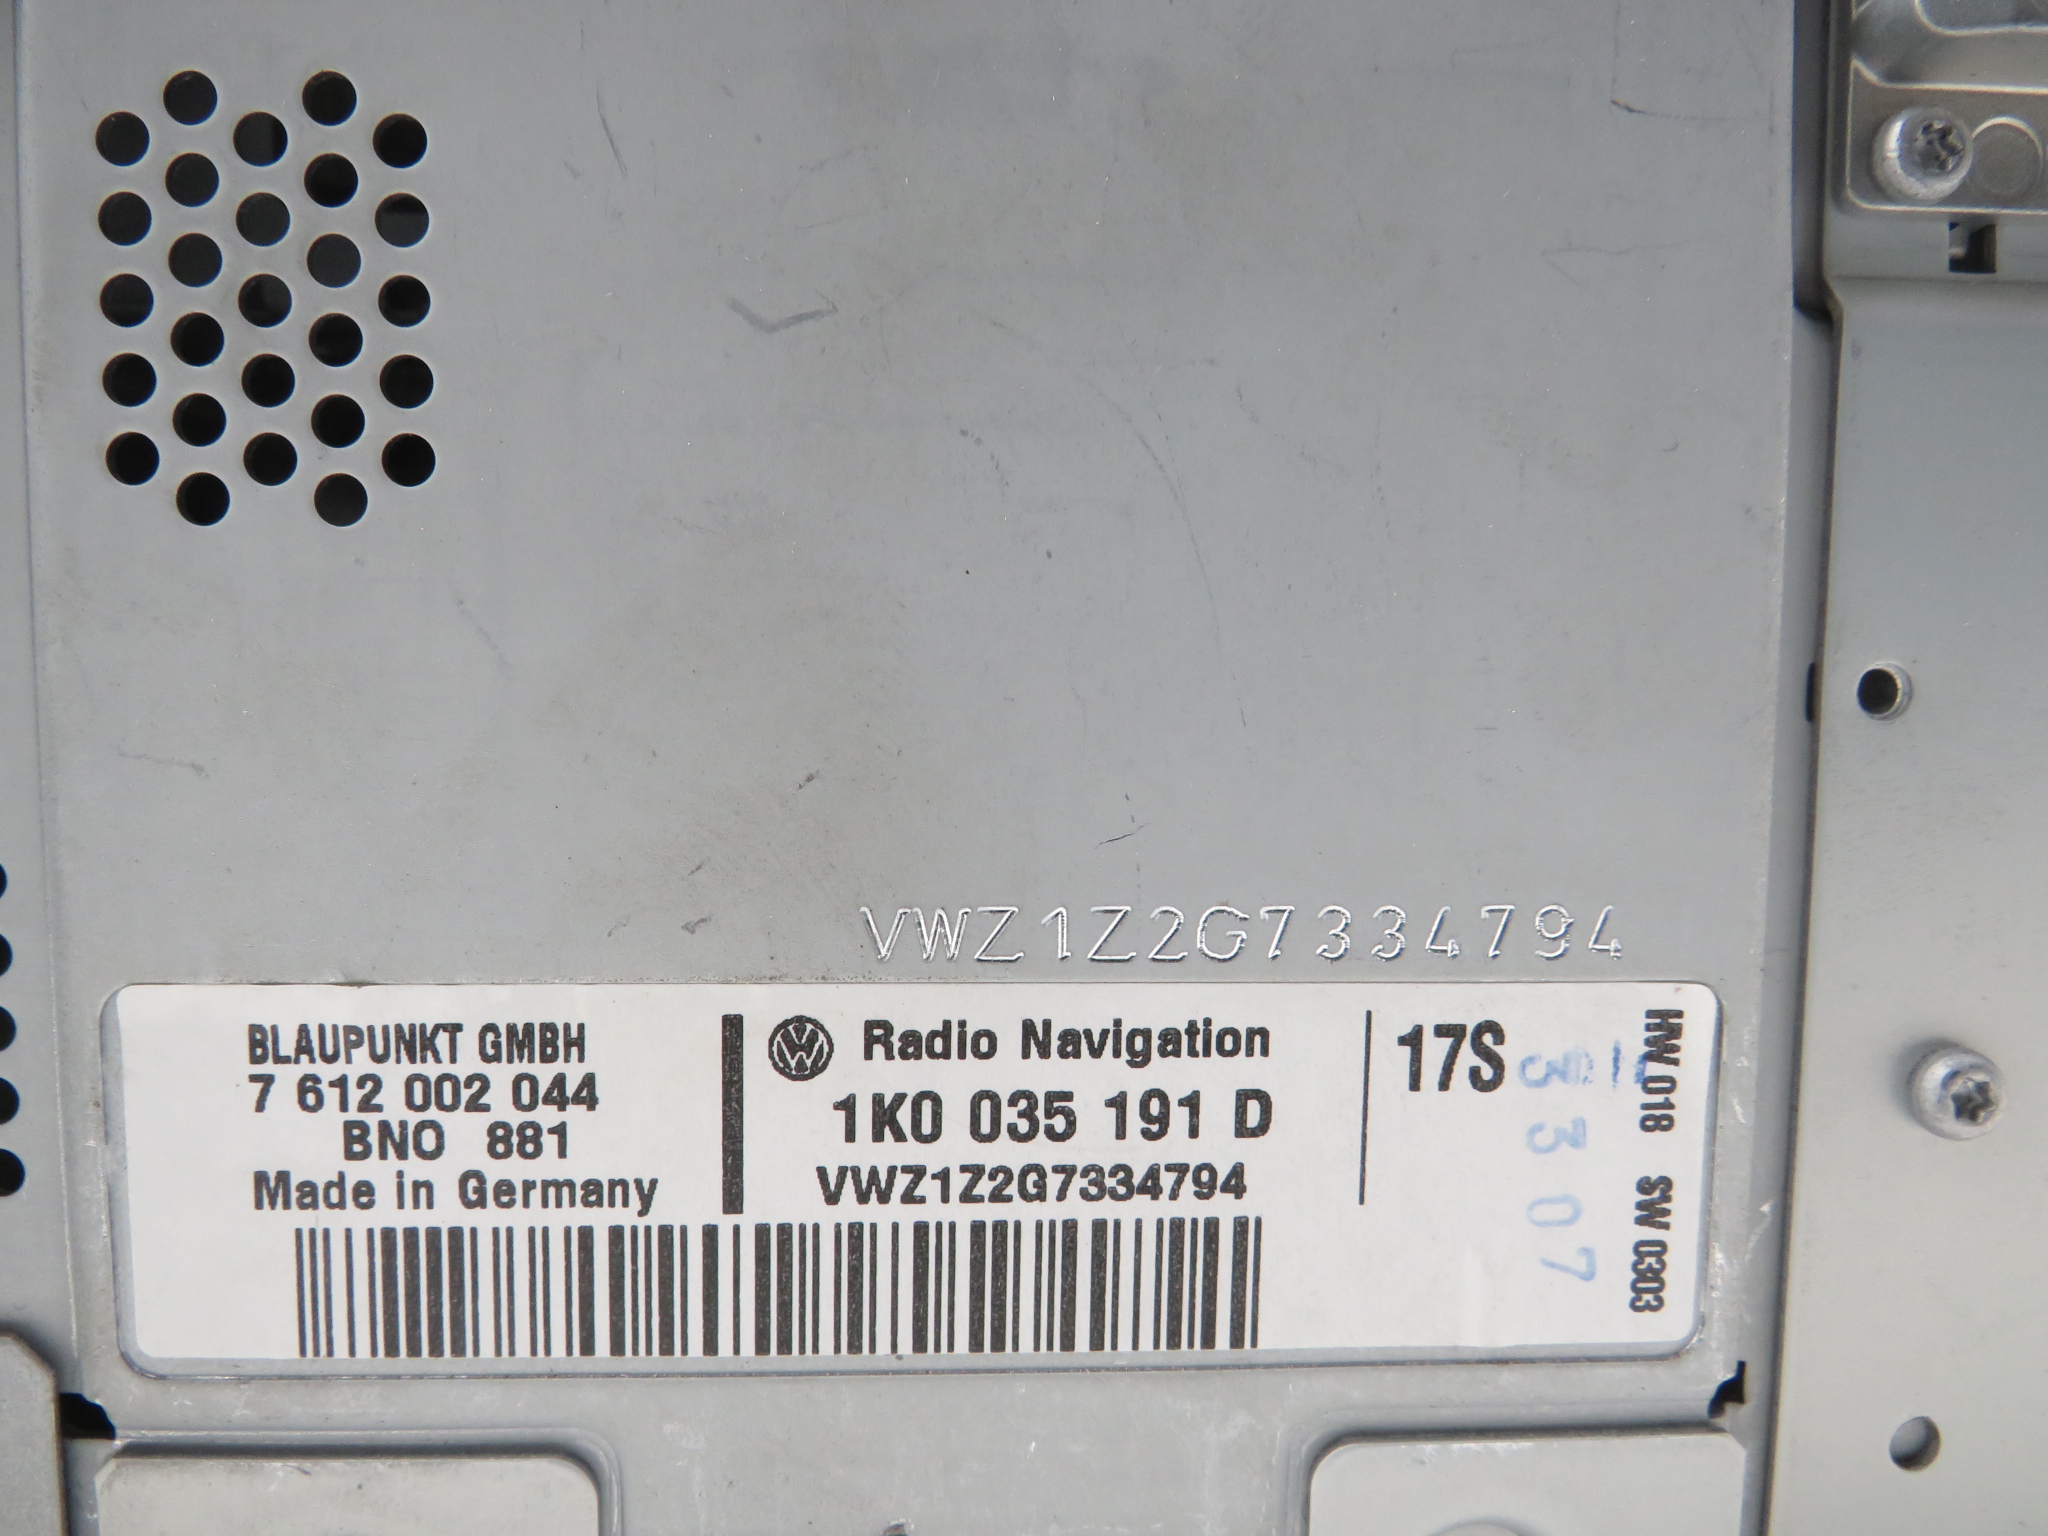 VWZ1Z2G7334794
BLAUPUNKT GMBH
7 612 002 044
BNO 881
Made in Germany
Radio Navigation
1K0 035 191 D
VWZ1Z2G7334794
17S
3307
HW 018 SW 0303